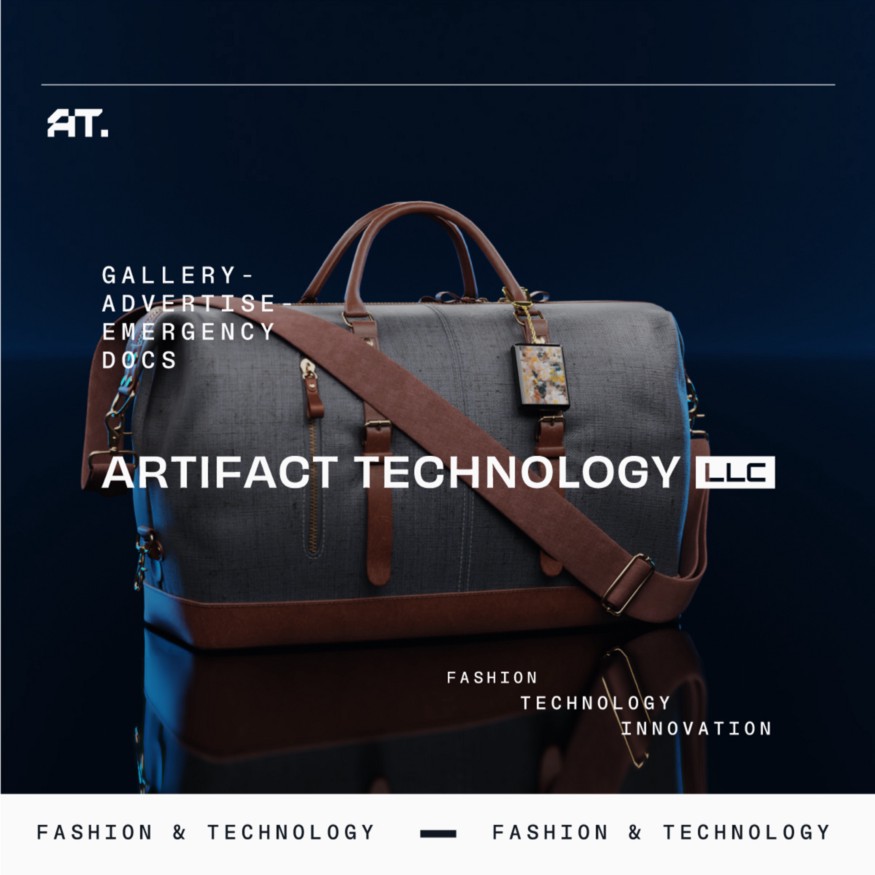 AT.
GALLERY-
ADVERTISE-
EMERGENCY
DOCS
ARTIFACT TECHNOLOGY LLC
FASHION
TECHNOLOGY
INNOVATION
FASHION & TECHNOLOGY — FASHION & TECHNOLOGY